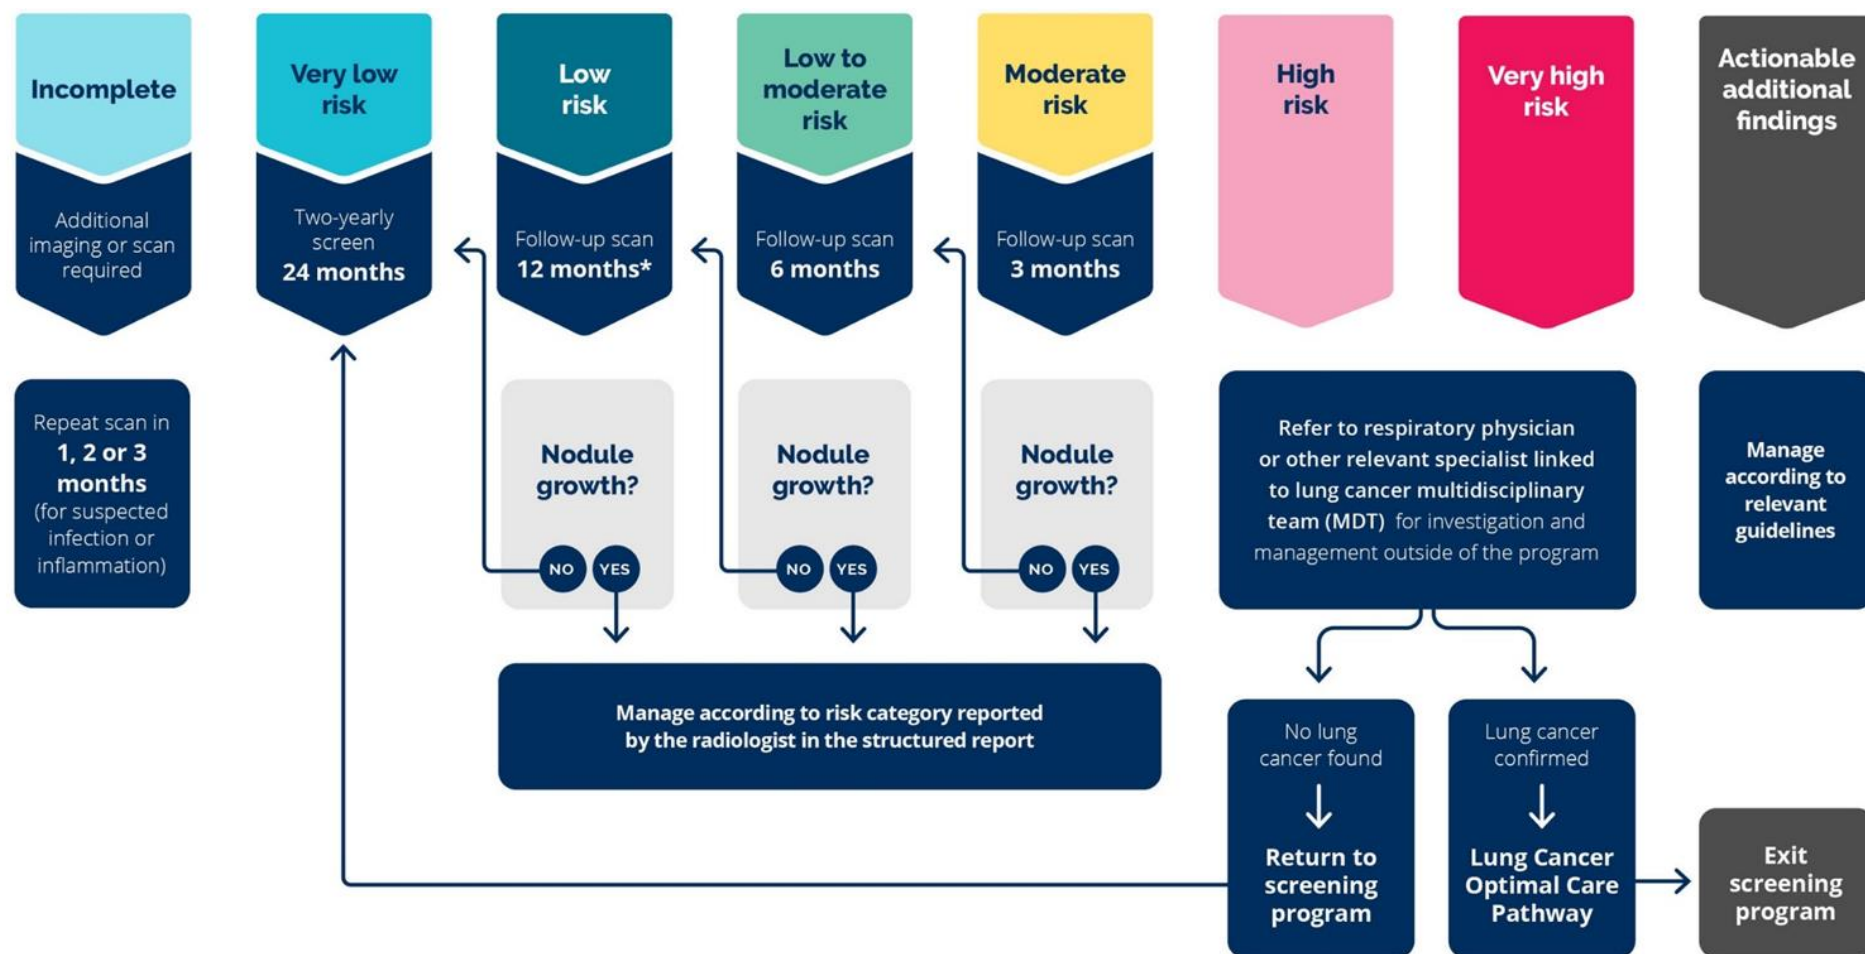 Incomplete
Additional
imaging or scan
required
Repeat scan in
1, 2 or 3
months
(for suspected
infection or
inflammation)
Very low
risk
Two-yearly
screen
24 months
Low
risk
Follow-up scan
12 months*
Nodule
growth?
NO YES
Low to
moderate
risk
Follow-up scan
6 months
Nodule
growth?
NO YES
Moderate
risk
Follow-up scan
3 months
Nodule
growth?
NO YES
Manage according to risk category reported
by the radiologist in the structured report
High
risk
Very high
risk
Refer to respiratory physician
or other relevant specialist linked
to lung cancer multidisciplinary
team (MDT) for investigation and
management outside of the program
No lung
cancer found
Return to
screening
program
Lung cancer
confirmed
Lung Cancer
Optimal Care
Pathway
Actionable
additional
findings
Manage
according to
relevant
guidelines
Exit
screening
program